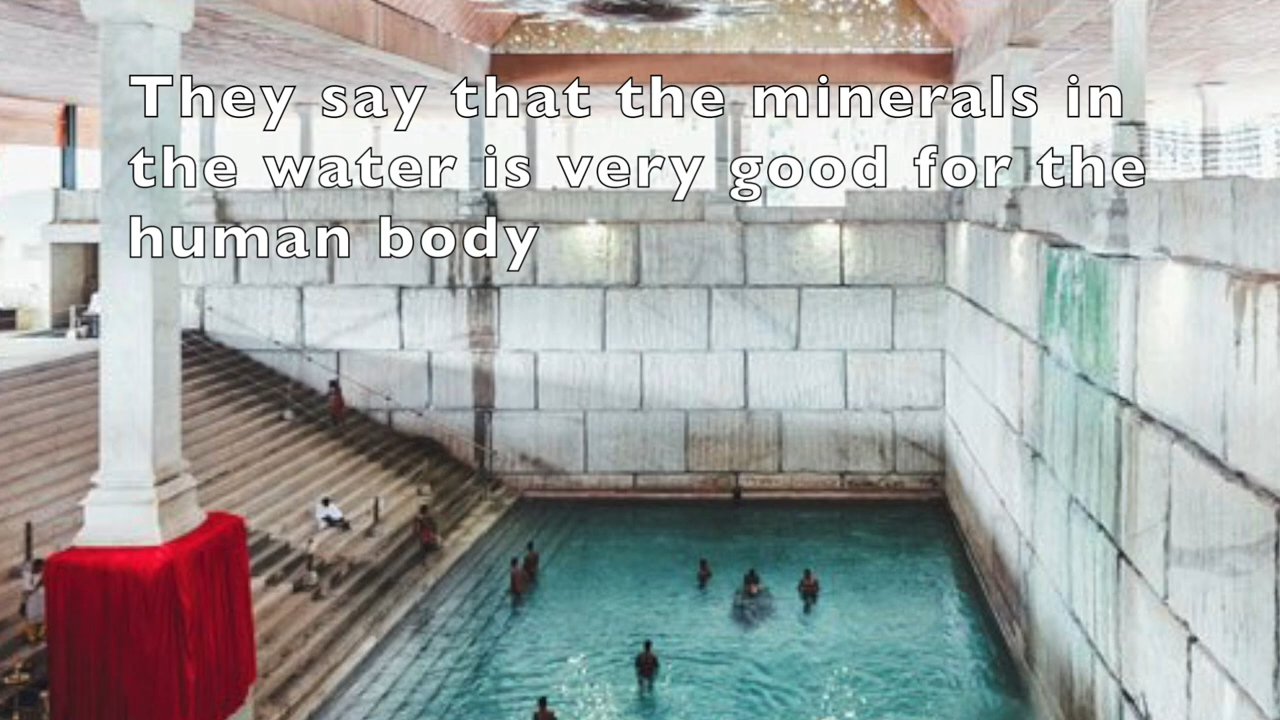 They say that the minerals in
the water is very good for the
human body